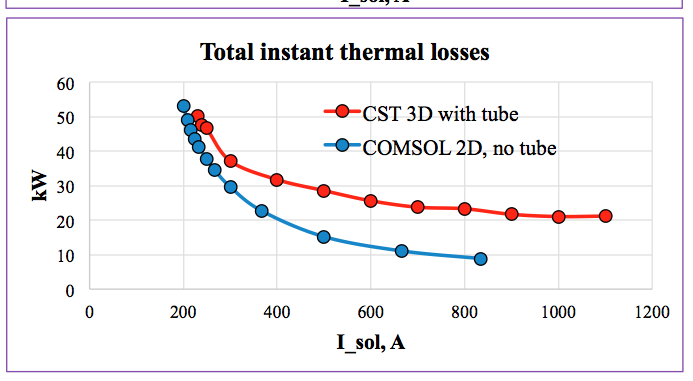 I_sol, A
Total instant thermal losses
60
50
40
30
20
10
0
kW
CST 3D with tube
COMSOL 2D, no tube
0 200 400 600 800 1000 1200
I_sol, A